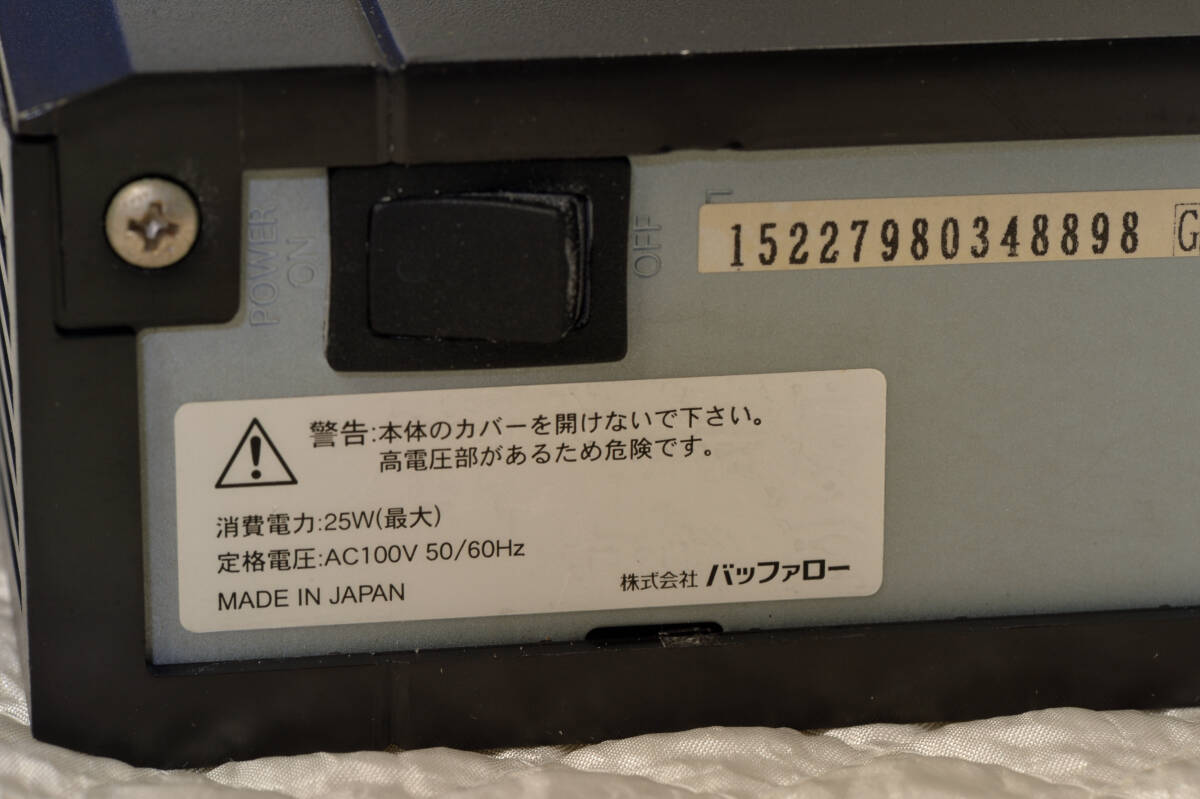 POWER
ON
OFF
15227980348898
G
警告:本体のカバーを開けないで下さい。
高電圧部があるため危険です。
消費電力:25W(最大)
定格電圧:AC100V 50/60Hz
MADE IN JAPAN
株式会社 バッファロー